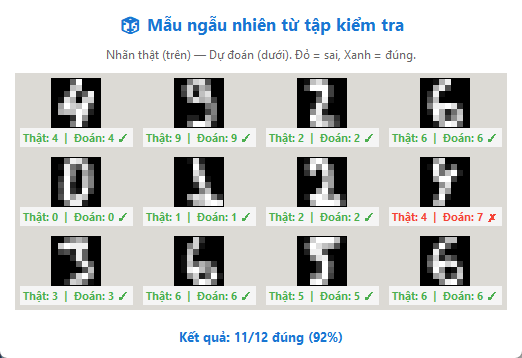 Mẫu ngẫu nhiên từ tập kiểm tra
Nhãn thật (trên) — Dự đoán (dưới). Đỏ = sai, Xanh = đúng.
Thật: 4 | Đoán: 4 ✓
Thật: 9 | Đoán: 9 ✓
Thật: 2 | Đoán: 2 ✓
Thật: 6 | Đoán: 6 ✓
Thật: 0 | Đoán: 0 ✓
Thật: 1 | Đoán: 1 ✓
Thật: 2 | Đoán: 2 ✓
Thật: 4 | Đoán: 7 ✗
Thật: 3 | Đoán: 3 ✓
Thật: 6 | Đoán: 6 ✓
Thật: 5 | Đoán: 5 ✓
Thật: 6 | Đoán: 6 ✓
Kết quả: 11/12 đúng (92%)